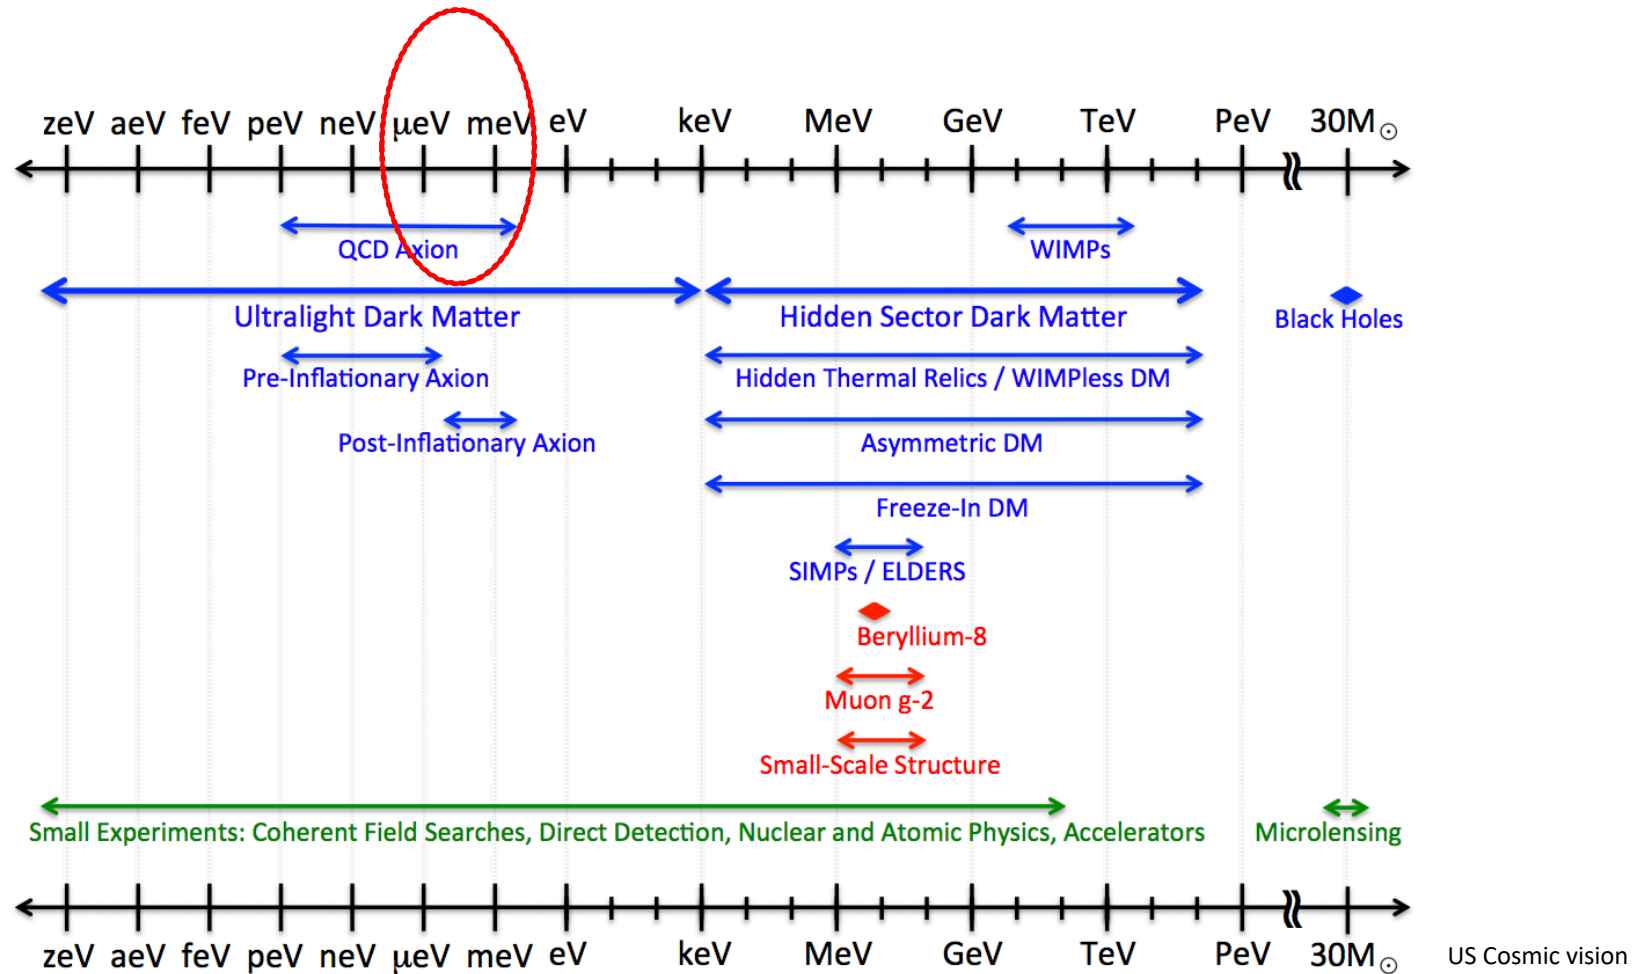 zeV aeV feV peV neV µeV meV eV keV MeV GeV TeV PeV 30M☉
QCD Axion WIMPs
Ultralight Dark Matter Hidden Sector Dark Matter Black Holes
Pre-Inflationary Axion Hidden Thermal Relics / WIMPless DM
Post-Inflationary Axion Asymmetric DM
Freeze-In DM
SIMPs / ELDERS
Beryllium-8
Muon g-2
Small-Scale Structure
Small Experiments: Coherent Field Searches, Direct Detection, Nuclear and Atomic Physics, Accelerators Microlensing
zeV aeV feV peV neV µeV meV eV keV MeV GeV TeV PeV 30M☉
US Cosmic vision